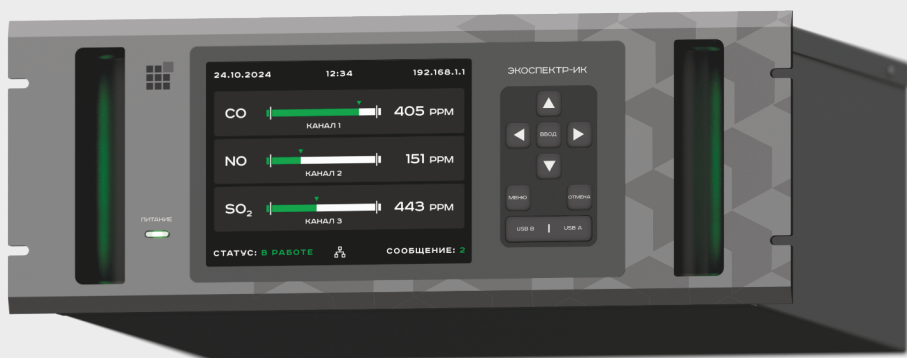 24.10.2024 12:34 192.168.1.1
CO 405 PPM
КАНАЛ 1
NO 151 PPM
КАНАЛ 2
SO₂ 443 PPM
КАНАЛ 3
СТАТУС: В РАБОТЕ СООБЩЕНИЕ: 2
ПИТАНИЕ
ЭКОСПЕКТР-ИК
ВВОД
МЕНЮ ОТМЕНА
USB B | USB A